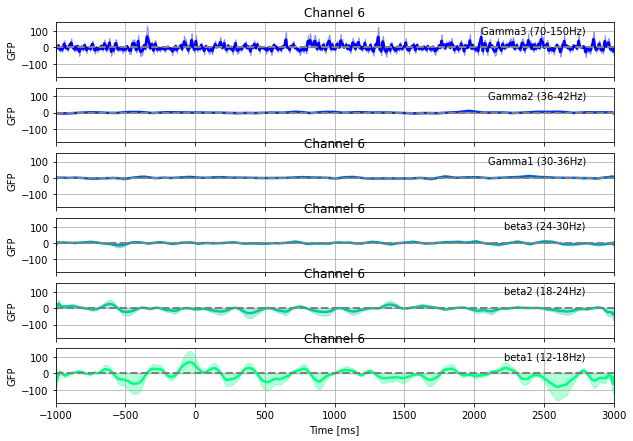 Channel 6
100
0
−100
GFP
Gamma3 (70-150Hz)
Channel 6
100
0
−100
GFP
Gamma2 (36-42Hz)
Channel 6
100
0
−100
GFP
Gamma1 (30-36Hz)
Channel 6
100
0
−100
GFP
beta3 (24-30Hz)
Channel 6
100
0
−100
GFP
beta2 (18-24Hz)
Channel 6
100
0
−100
GFP
beta1 (12-18Hz)
−1000 −500 0 500 1000 1500 2000 2500 3000
Time [ms]